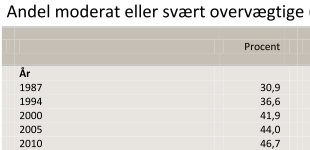 Andel moderat eller svært overvægtige
Procent
År
1987 30,9
1994 36,6
2000 41,9
2005 44,0
2010 46,7